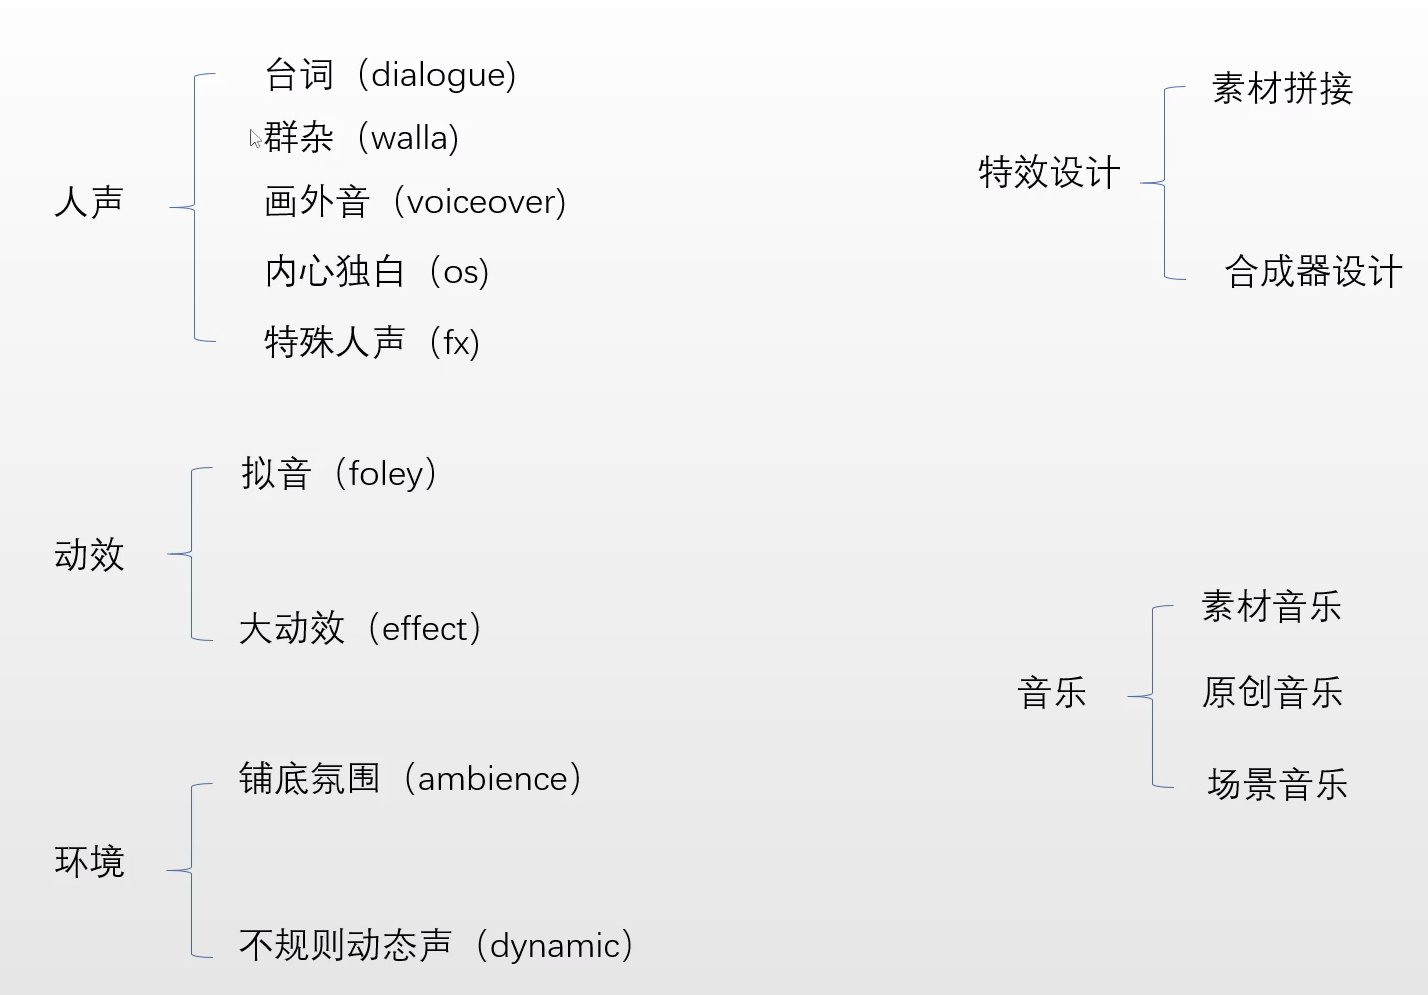 人声
台词（dialogue)
群杂（walla)
画外音（voiceover)
内心独白（os)
特殊人声（fx)
动效
拟音（foley）
大动效（effect）
环境
铺底氛围（ambience）
不规则动态声（dynamic）
特效设计
素材拼接
合成器设计
音乐
素材音乐
原创音乐
场景音乐